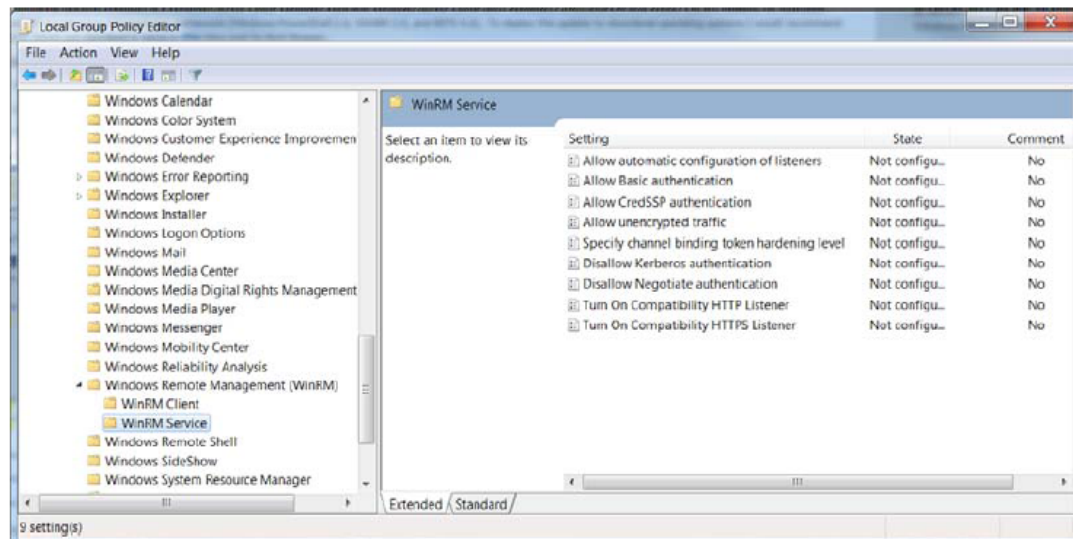 Local Group Policy Editor
File Action View Help
Windows Calendar
Windows Color System
Windows Customer Experience Improvemen
Windows Defender
Windows Error Reporting
Windows Explorer
Windows Installer
Windows Logon Options
Windows Mail
Windows Media Center
Windows Media Digital Rights Management
Windows Media Player
Windows Messenger
Windows Mobility Center
Windows Reliability Analysis
Windows Remote Management (WinRM)
WinRM Client
WinRM Service
Windows Remote Shell
Windows SideShow
Windows System Resource Manager
WinRM Service
Select an item to view its
description.
Setting State Comment
Allow automatic configuration of listeners Not configu... No
Allow Basic authentication Not configu... No
Allow CredSSP authentication Not configu... No
Allow unencrypted traffic Not configu... No
Specify channel binding token hardening level Not configu... No
Disallow Kerberos authentication Not configu... No
Disallow Negotiate authentication Not configu... No
Turn On Compatibility HTTP Listener Not configu... No
Turn On Compatibility HTTPS Listener Not configu... No
Extended Standard
9 setting(s)